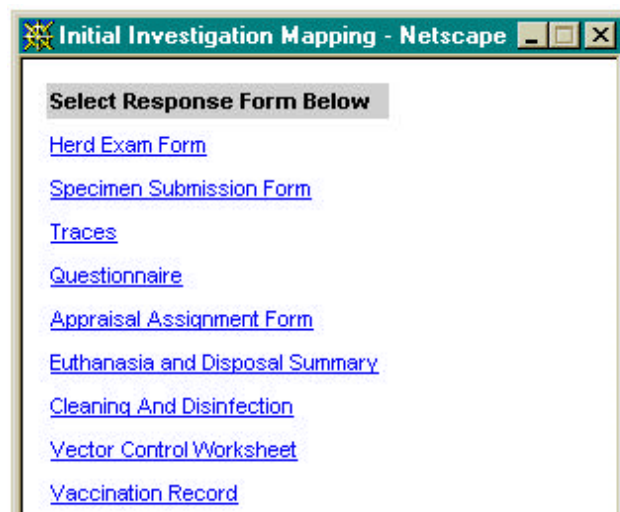 Initial Investigation Mapping - Netscape
Select Response Form Below
Herd Exam Form
Specimen Submission Form
Traces
Questionnaire
Appraisal Assignment Form
Euthanasia and Disposal Summary
Cleaning And Disinfection
Vector Control Worksheet
Vaccination Record